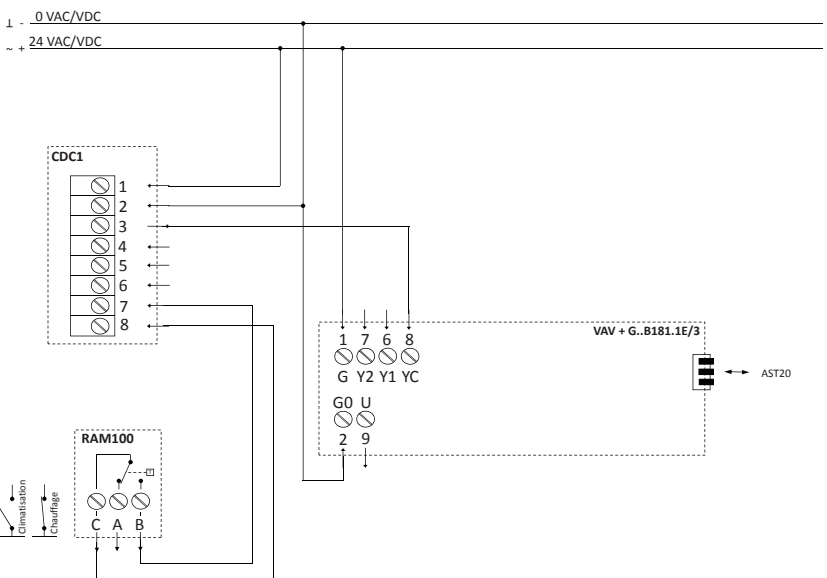 ⊥ - 0 VAC/VDC
~ + 24 VAC/VDC
CDC1
1
2
3
4
5
6
7
8
VAV + G..B181.1E/3
1 7 6 8
G Y2 Y1 YC
G0 U
2 9
AST20
RAM100
T
C A B
Climatisation
Chauffage